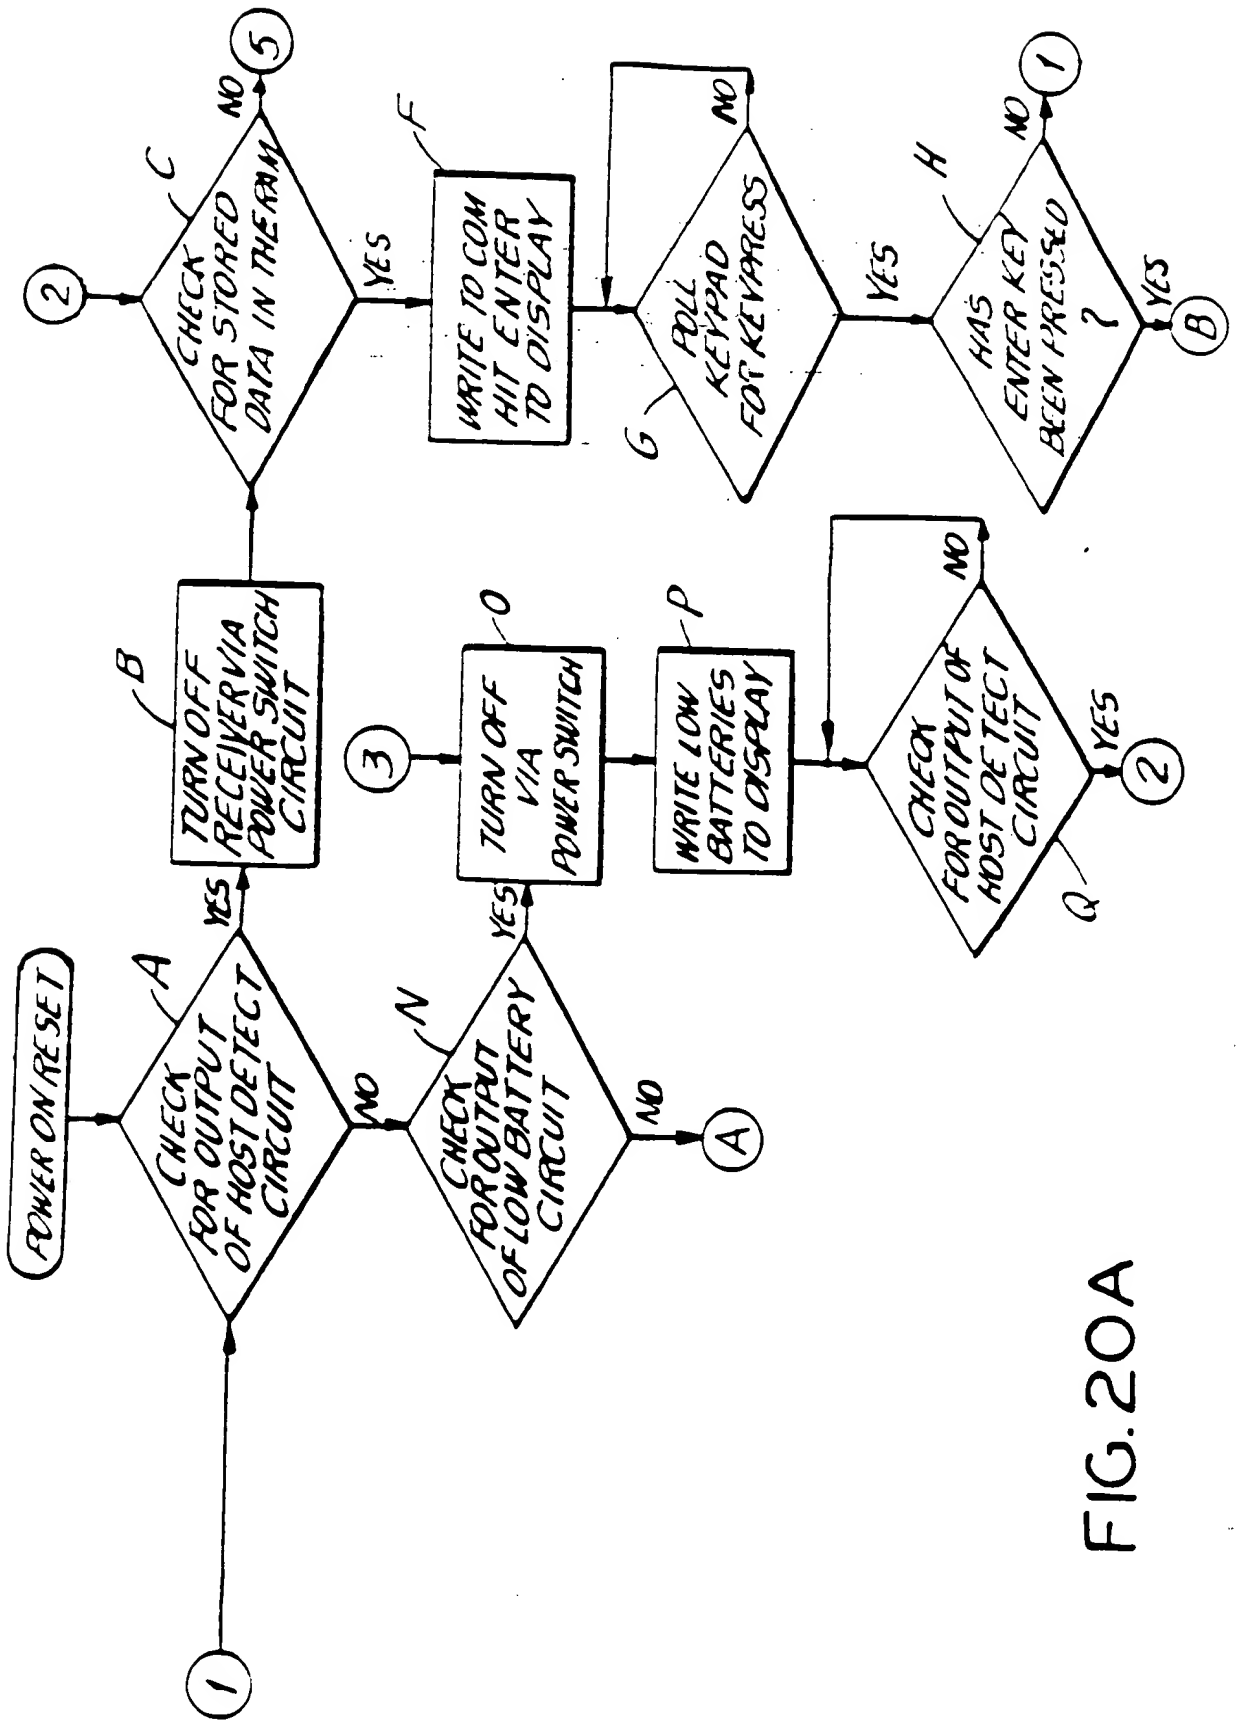 POWER ON RESET
1
A
CHECK
FOR OUTPUT
OF HOST DETECT
CIRCUIT
YES
NO
B
TURN OFF
RECEIVER VIA
POWER SWITCH
CIRCUIT
2
C
CHECK
FOR STORED
DATA IN THE RAM
NO
5
YES
F
WRITE TO COM
HIT ENTER
TO DISPLAY
G
POLL
KEYPAD
FOR KEYPRESS
NO
YES
H
HAS
ENTER KEY
BEEN PRESSED
?
NO
1
YES
B
N
CHECK
FOR OUTPUT
OF LOW BATTERY
CIRCUIT
YES
NO
A
3
O
TURN OFF
VIA
POWER SWITCH
P
WRITE LOW
BATTERIES
TO DISPLAY
Q
CHECK
FOR OUTPUT OF
HOST DETECT
CIRCUIT
NO
YES
2
FIG. 20A